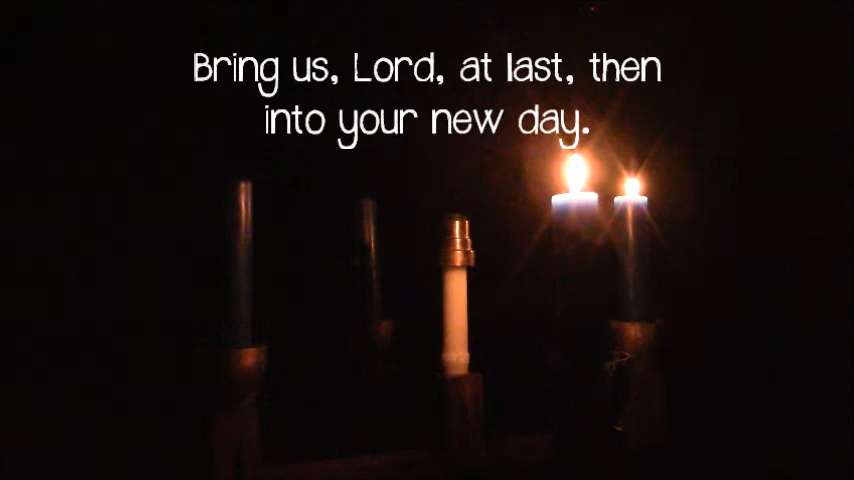 Bring us, Lord, at last, then
into your new day.